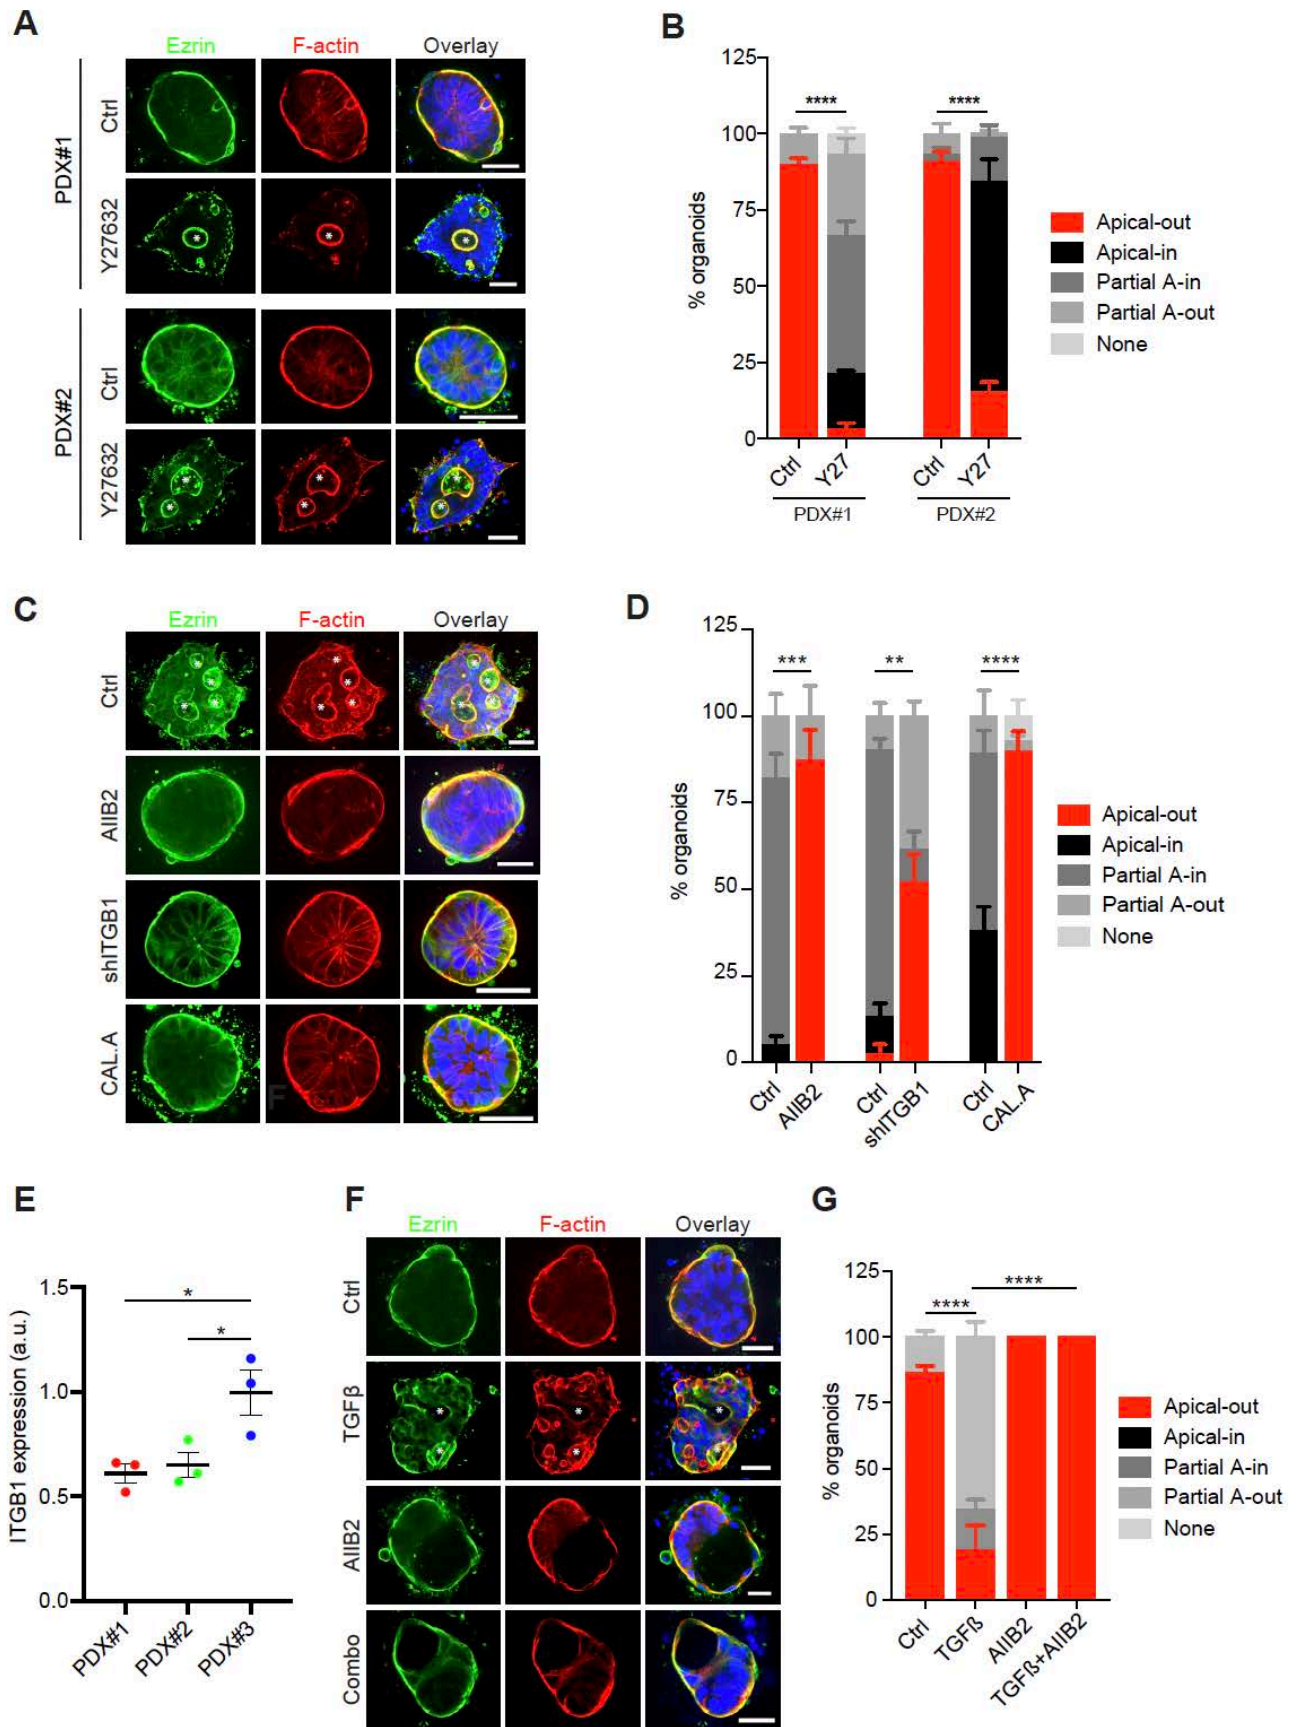 A
Ezrin F-actin Overlay
PDX#1
Ctrl
*
Y27632
* * *
PDX#2
Ctrl
Y27632
* * *
* * *
B
125
100
75
50
25
0
% organoids
**** ****
Ctrl Y27 Ctrl Y27
PDX#1 PDX#2
Apical-out
Apical-in
Partial A-in
Partial A-out
None
C
Ezrin F-actin Overlay
Ctrl
AIIB2
shITGB1
CAL.A
F
D
125
100
75
50
25
0
% organoids
*** ** ****
Ctrl AIIB2 Ctrl shITGB1 Ctrl CAL.A
Apical-out
Apical-in
Partial A-in
Partial A-out
None
E
1.5
1.0
0.5
0.0
ITGB1 expression (a.u.)
*
*
PDX#1 PDX#2 PDX#3
F
Ezrin F-actin Overlay
Ctrl
TGFβ
* * *
* * *
AIIB2
Combo
G
125
100
75
50
25
0
% organoids
****
****
Ctrl TGFß AIIB2 TGFß+AIIB2
Apical-out
Apical-in
Partial A-in
Partial A-out
None